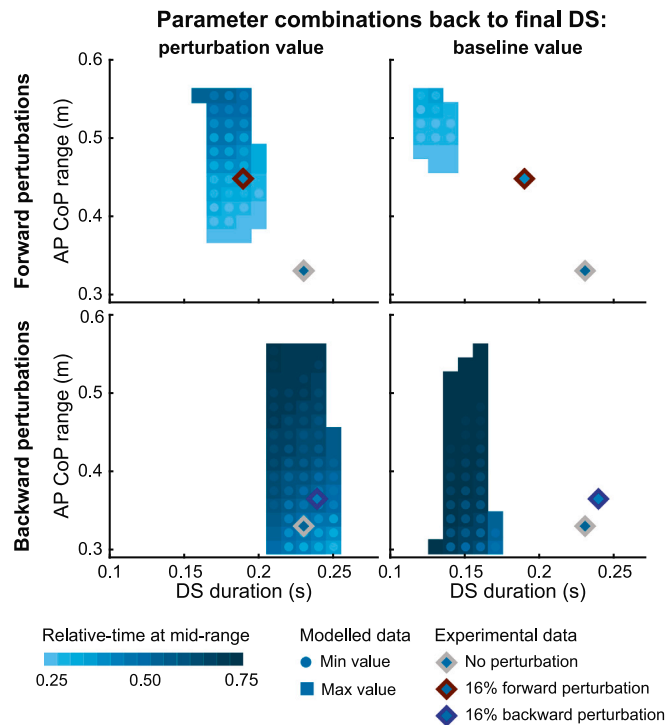 Parameter combinations back to final DS:
perturbation value
baseline value
Forward perturbations
AP CoP range (m)
0.6
0.5
0.4
0.3
Backward perturbations
AP CoP range (m)
0.6
0.5
0.4
0.3
0.1
0.15
0.2
0.25
0.1
0.15
0.2
0.25
DS duration (s)
DS duration (s)
Relative-time at mid-range
0.25
0.50
0.75
Modelled data
Min value
Max value
Experimental data
No perturbation
16% forward perturbation
16% backward perturbation